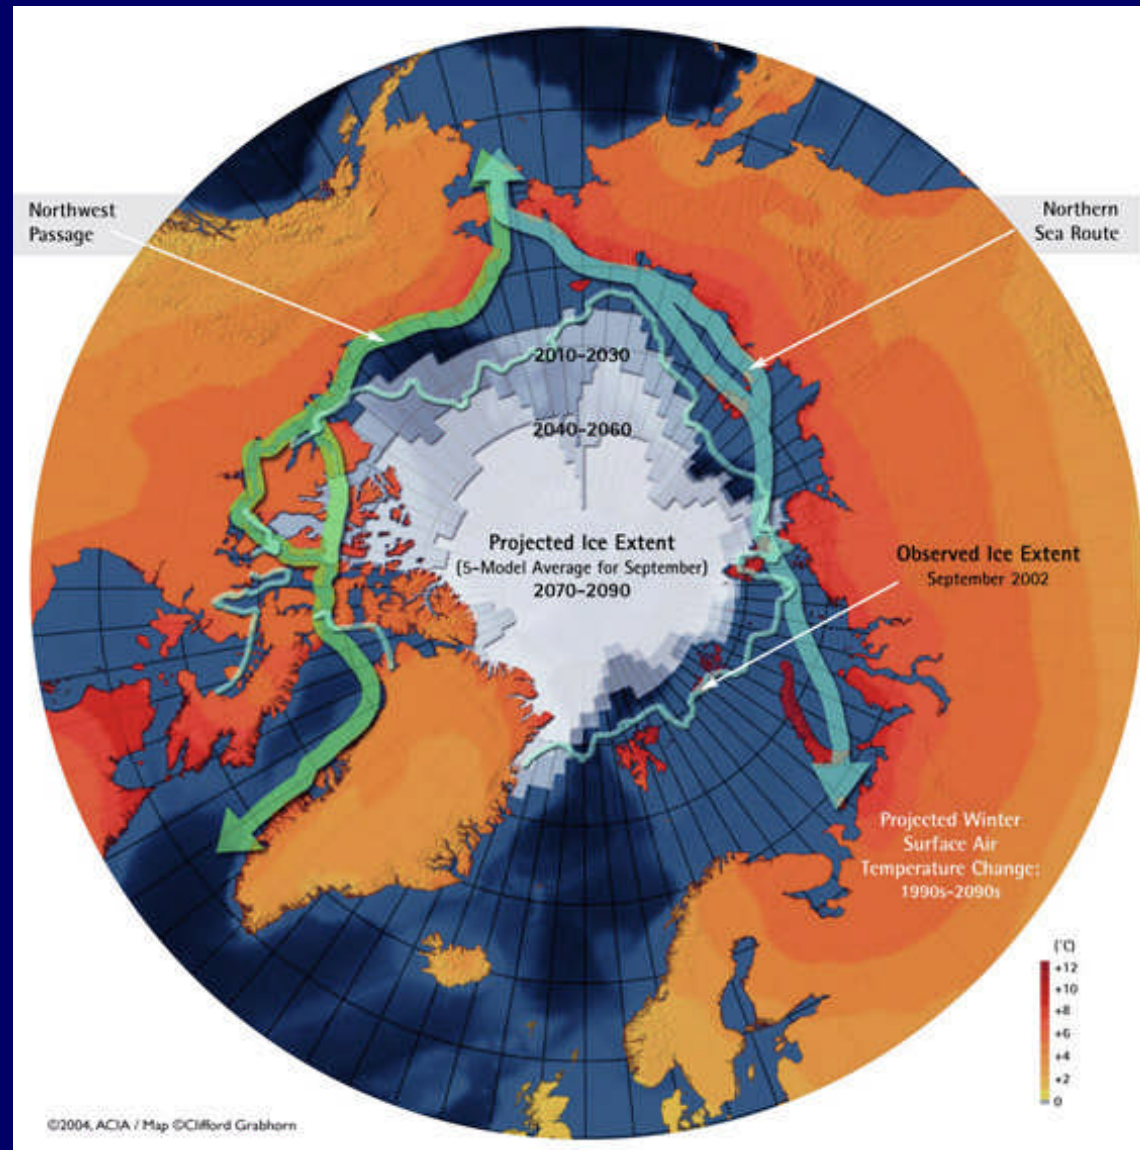 Northwest
Passage
Northern
Sea Route
2010-2030
2040-2060
Projected Ice Extent
(5-Model Average for September)
2070-2090
Observed Ice Extent
September 2002
Projected Winter
Surface Air
Temperature Change:
1990s-2090s
(°C)
+12
+10
+8
+6
+4
+2
0
©2004, ACIA / Map ©Clifford Grabhorn